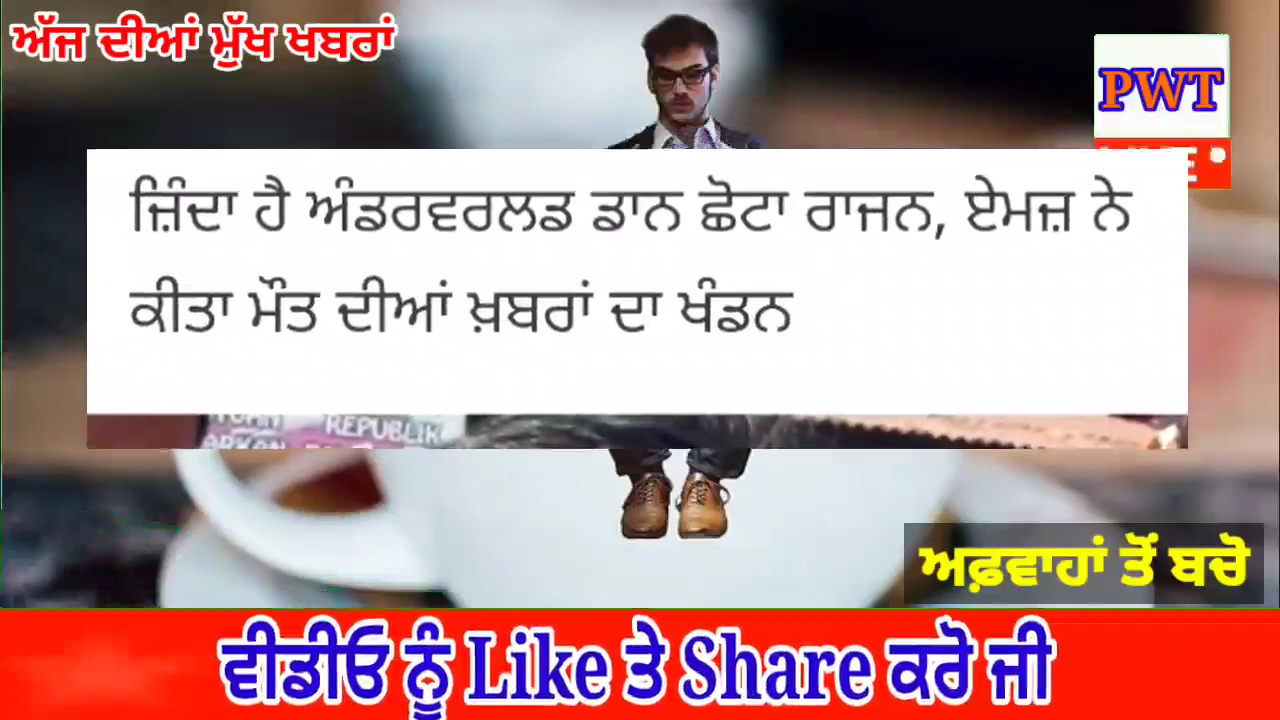 ਅੱਜ ਦੀਆਂ ਮੁੱਖ ਖਬਰਾਂ
PWT
ਜ਼ਿੰਦਾ ਹੈ ਅੰਡਰਵਰਲਡ ਡਾਨ ਛੋਟਾ ਰਾਜਨ, ਏਮਜ਼ ਨੇ
ਕੀਤਾ ਮੌਤ ਦੀਆਂ ਖ਼ਬਰਾਂ ਦਾ ਖੰਡਨ
REPUBLIK
ਅਫ਼ਵਾਹਾਂ ਤੋਂ ਬਚੋ
ਵੀਡੀਓ ਨੂੰ Like ਤੇ Share ਕਰੋ ਜੀ